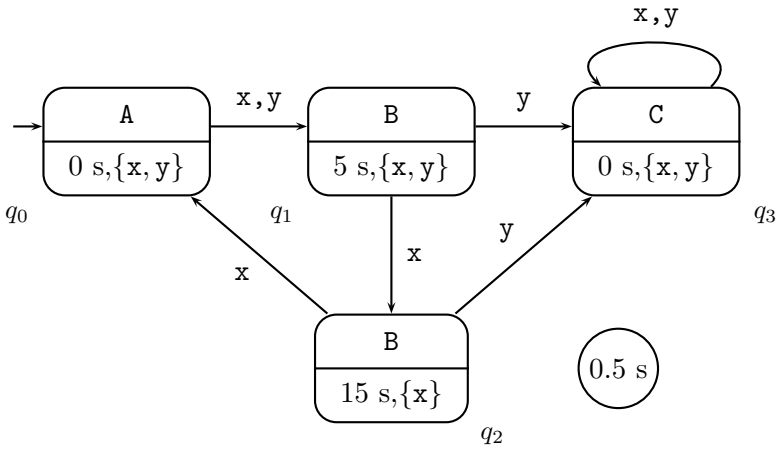 x,y
A
x,y
B
y
C
0 s,{x, y}
5 s,{x, y}
0 s,{x, y}
q0
q1
q3
x
x
y
B
15 s,{x}
0.5 s
q2